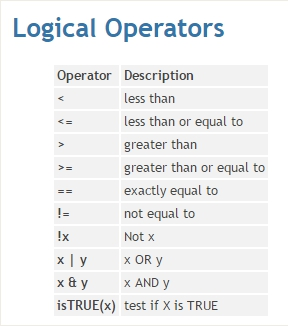 Logical Operators
Operator Description
< less than
<= less than or equal to
> greater than
>= greater than or equal to
== exactly equal to
!= not equal to
!x Not x
x | y x OR y
x & y x AND y
isTRUE(x) test if X is TRUE